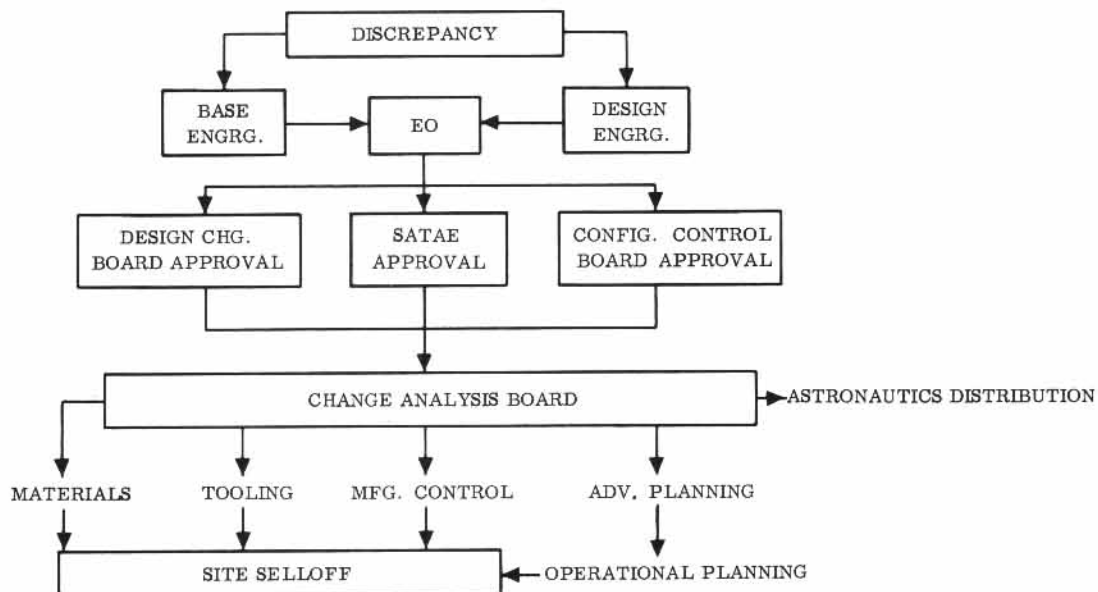 DISCREPANCY
BASE
ENGRG.
EO
DESIGN
ENGRG.
DESIGN CHG.
BOARD APPROVAL
SATAE
APPROVAL
CONFIG. CONTROL
BOARD APPROVAL
CHANGE ANALYSIS BOARD
ASTRONAUTICS DISTRIBUTION
MATERIALS
TOOLING
MFG. CONTROL
ADV. PLANNING
SITE SELLOFF
OPERATIONAL PLANNING